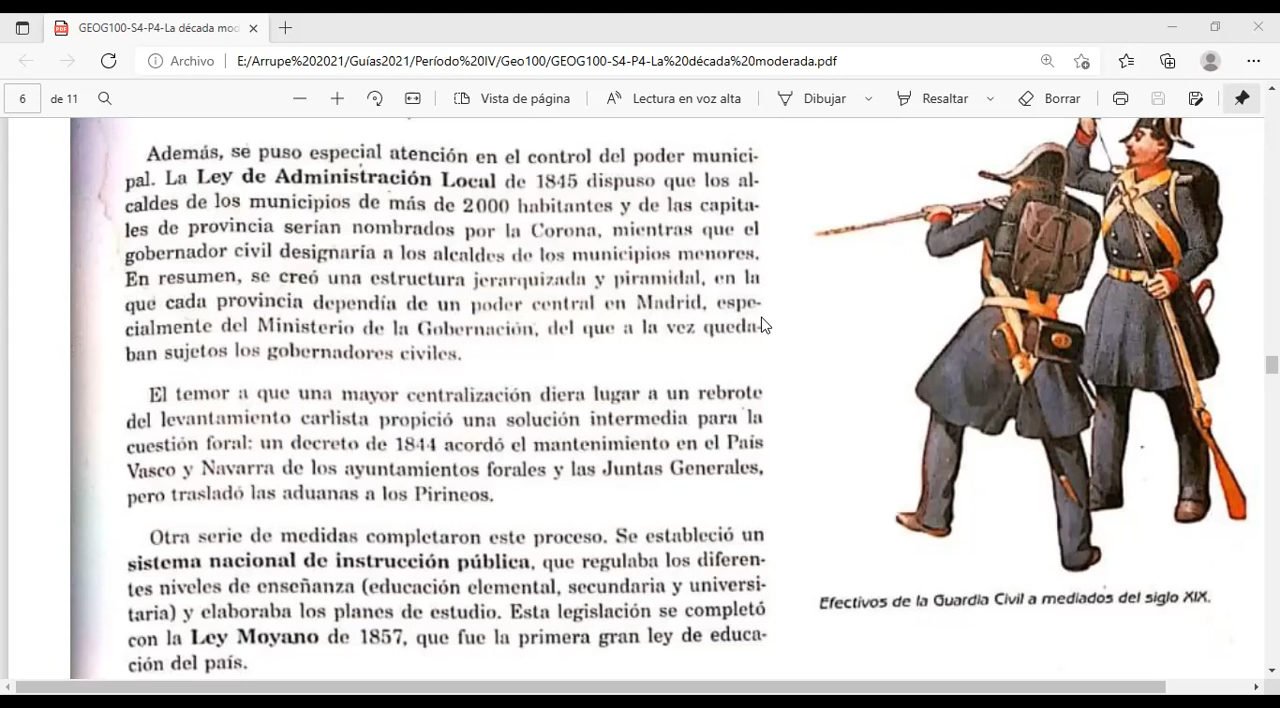 GEOG100-S4-P4-La década mod
Archivo
E:/Arrupe%202021/Guías2021/Período%20IV/Geo100/GEOG100-S4-P4-La%20década%20moderada.pdf
6 de 11
Vista de página
Lectura en voz alta
Dibujar
Resaltar
Borrar
Además, se puso especial atención en el control del poder munici-
pal. La Ley de Administración Local de 1845 dispuso que los al-
caldes de los municipios de más de 2000 habitantes y de las capita-
les de provincia serían nombrados por la Corona, mientras que el
gobernador civil designaría a los alcaldes de los municipios menores.
En resumen, se creó una estructura jerarquizada y piramidal, en la
que cada provincia dependía de un poder central en Madrid, espe-
cialmente del Ministerio de la Gobernación, del que a la vez queda-
ban sujetos los gobernadores civiles.
El temor a que una mayor centralización diera lugar a un rebrote
del levantamiento carlista propició una solución intermedia para la
cuestión foral: un decreto de 1844 acordó el mantenimiento en el País
Vasco y Navarra de los ayuntamientos forales y las Juntas Generales,
pero trasladó las aduanas a los Pirineos.
Otra serie de medidas completaron este proceso. Se estableció un
sistema nacional de instrucción pública, que regulaba los diferen-
tes niveles de enseñanza (educación elemental, secundaria y universi-
taria) y elaboraba los planes de estudio. Esta legislación se completó
con la Ley Moyano de 1857, que fue la primera gran ley de educa-
ción del país.
Efectivos de la Guardia Civil a mediados del siglo XIX.